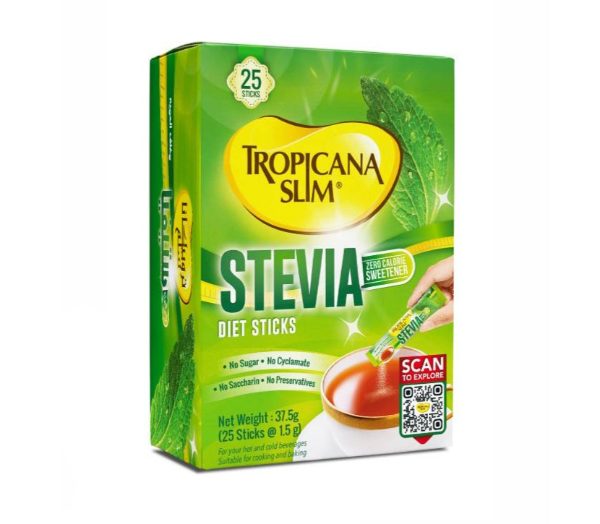 25
STICKS
TROPICANA
SLIM®
STEVIA
ZERO CALORIE
SWEETENER
DIET STICKS
STEVIA
• No Sugar • No Cyclamate
• No Saccharin • No Preservatives
SCAN
TO EXPLORE
Net Weight : 37.5g
(25 Sticks @ 1.5 g)
For your hot and cold beverages
Suitable for cooking and baking